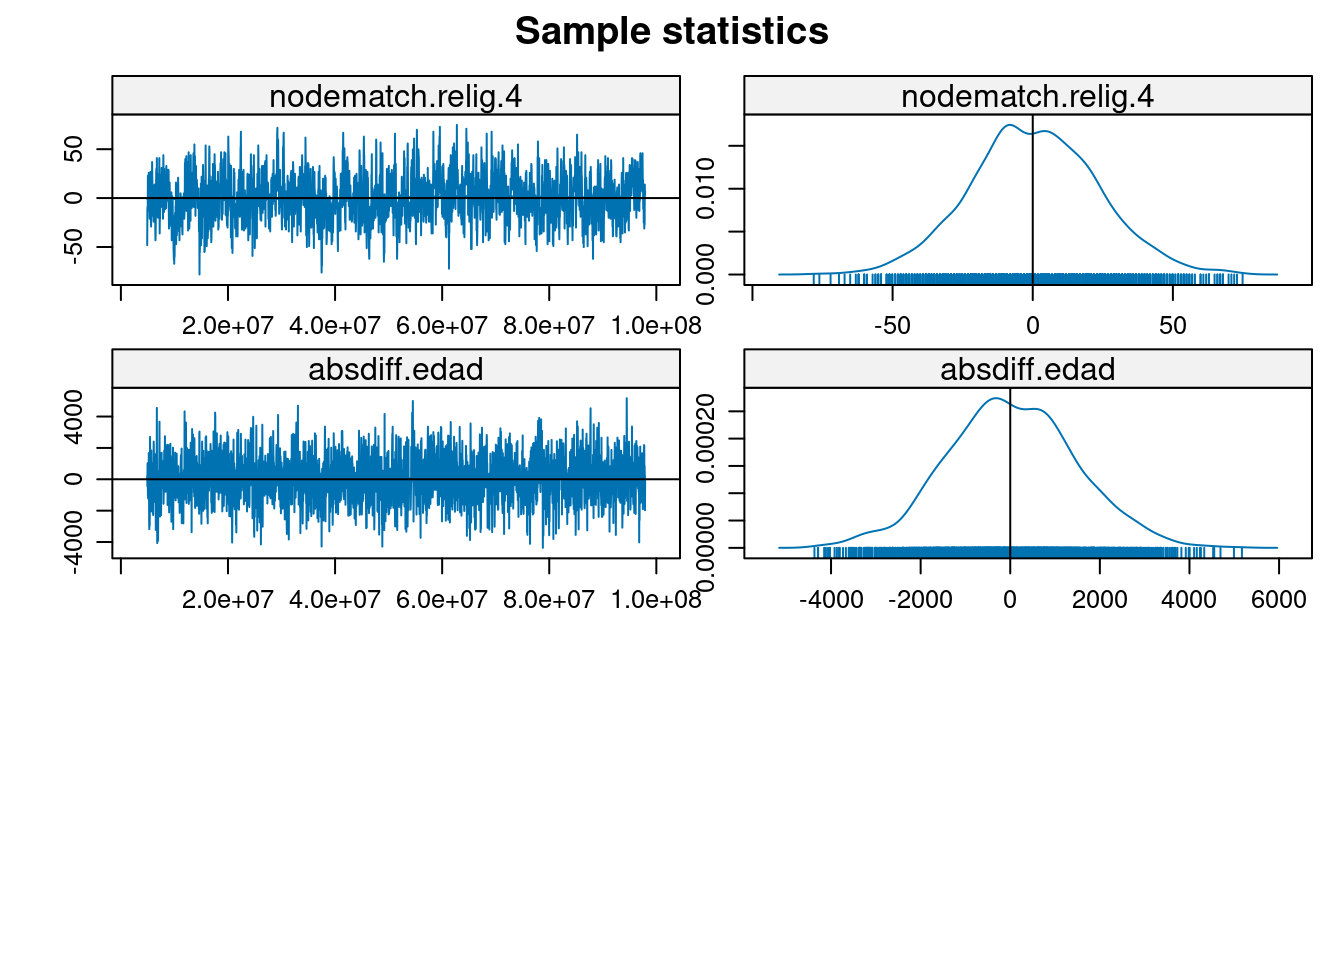 Sample statistics
nodematch.relig.4
50
0
-50
2.0e+07 4.0e+07 6.0e+07 8.0e+07 1.0e+08
nodematch.relig.4
0.010
0.000
-50 0 50
absdiff.edad
4000
0
-4000
2.0e+07 4.0e+07 6.0e+07 8.0e+07 1.0e+08
absdiff.edad
0.00020
0.00000
-4000 -2000 0 2000 4000 6000